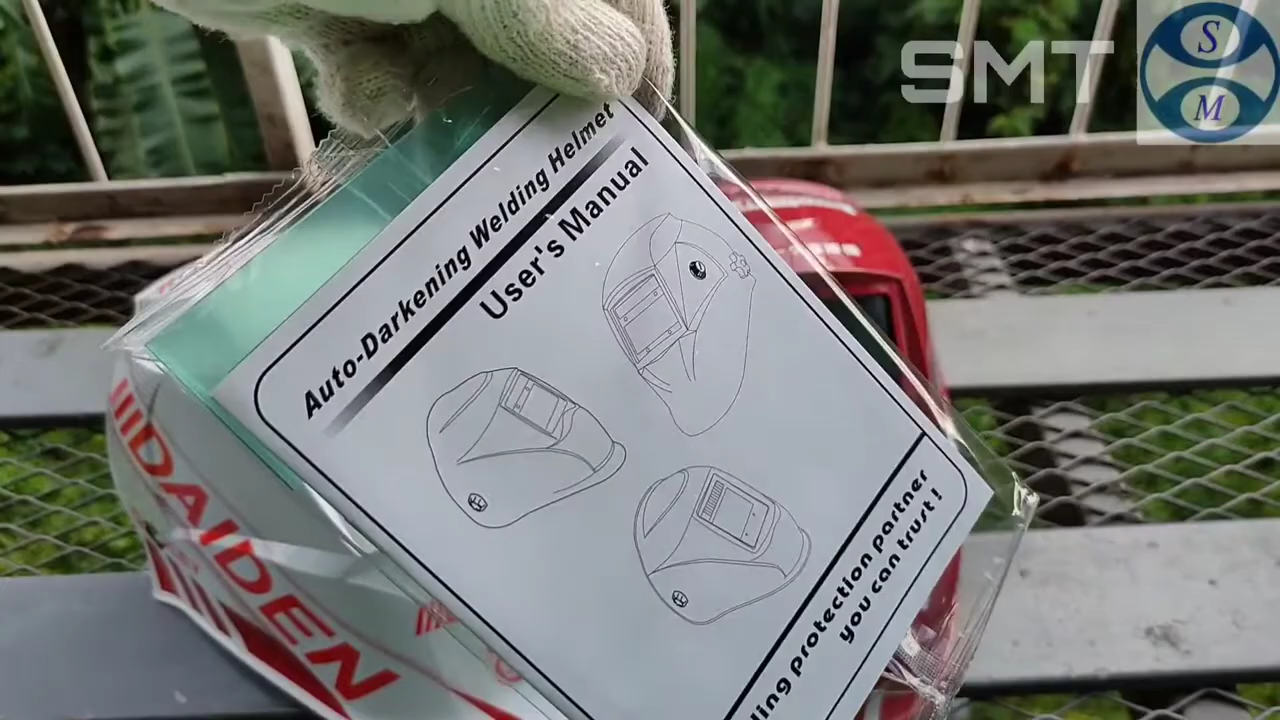 SMT
S
M
Auto-Darkening Welding Helmet
User's Manual
protection partner
you can trust!
DAIDEN